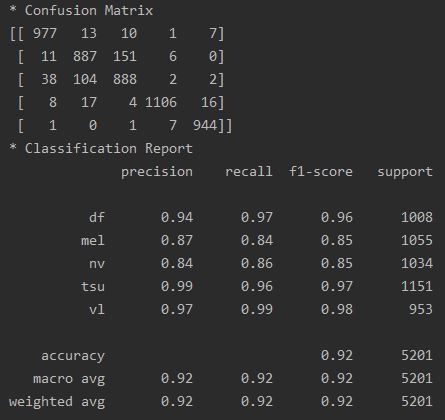 * Confusion Matrix
[[ 977   13   10    1    7]
 [  11  887  151    6    0]
 [  38  104  888    2    2]
 [   8   17    4 1106   16]
 [   1    0    1    7  944]]
* Classification Report
              precision    recall  f1-score   support

          df       0.94      0.97      0.96      1008
         mel       0.87      0.84      0.85      1055
          nv       0.84      0.86      0.85      1034
         tsu       0.99      0.96      0.97      1151
          vl       0.97      0.99      0.98       953

    accuracy                           0.92      5201
   macro avg       0.92      0.92      0.92      5201
weighted avg       0.92      0.92      0.92      5201